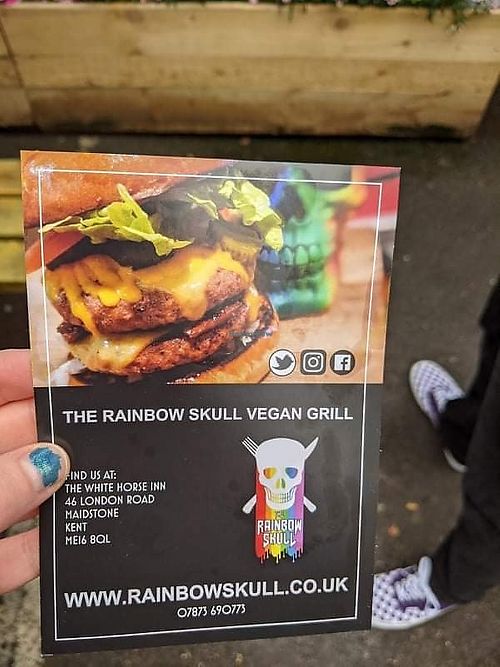 THE RAINBOW SKULL VEGAN GRILL
FIND US AT:
THE WHITE HORSE INN
46 LONDON ROAD
MAIDSTONE
KENT
ME16 8QL
RAINBOW
SKULL
WWW.RAINBOWSKULL.CO.UK
07873 690773